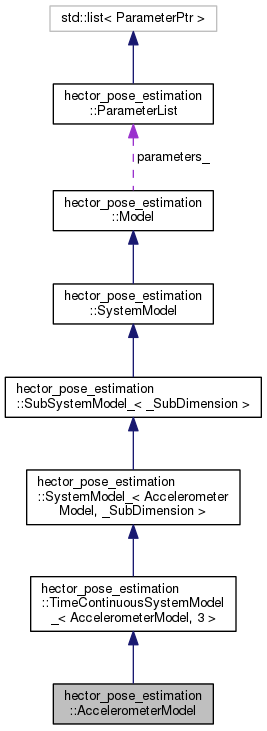 std::list< ParameterPtr >
hector_pose_estimation
::ParameterList
parameters_
hector_pose_estimation
::Model
hector_pose_estimation
::SystemModel
hector_pose_estimation
::SubSystemModel_< _SubDimension >
hector_pose_estimation
::SystemModel_< Accelerometer
Model, _SubDimension >
hector_pose_estimation
::TimeContinuousSystemModel
_< AccelerometerModel, 3 >
hector_pose_estimation
::AccelerometerModel